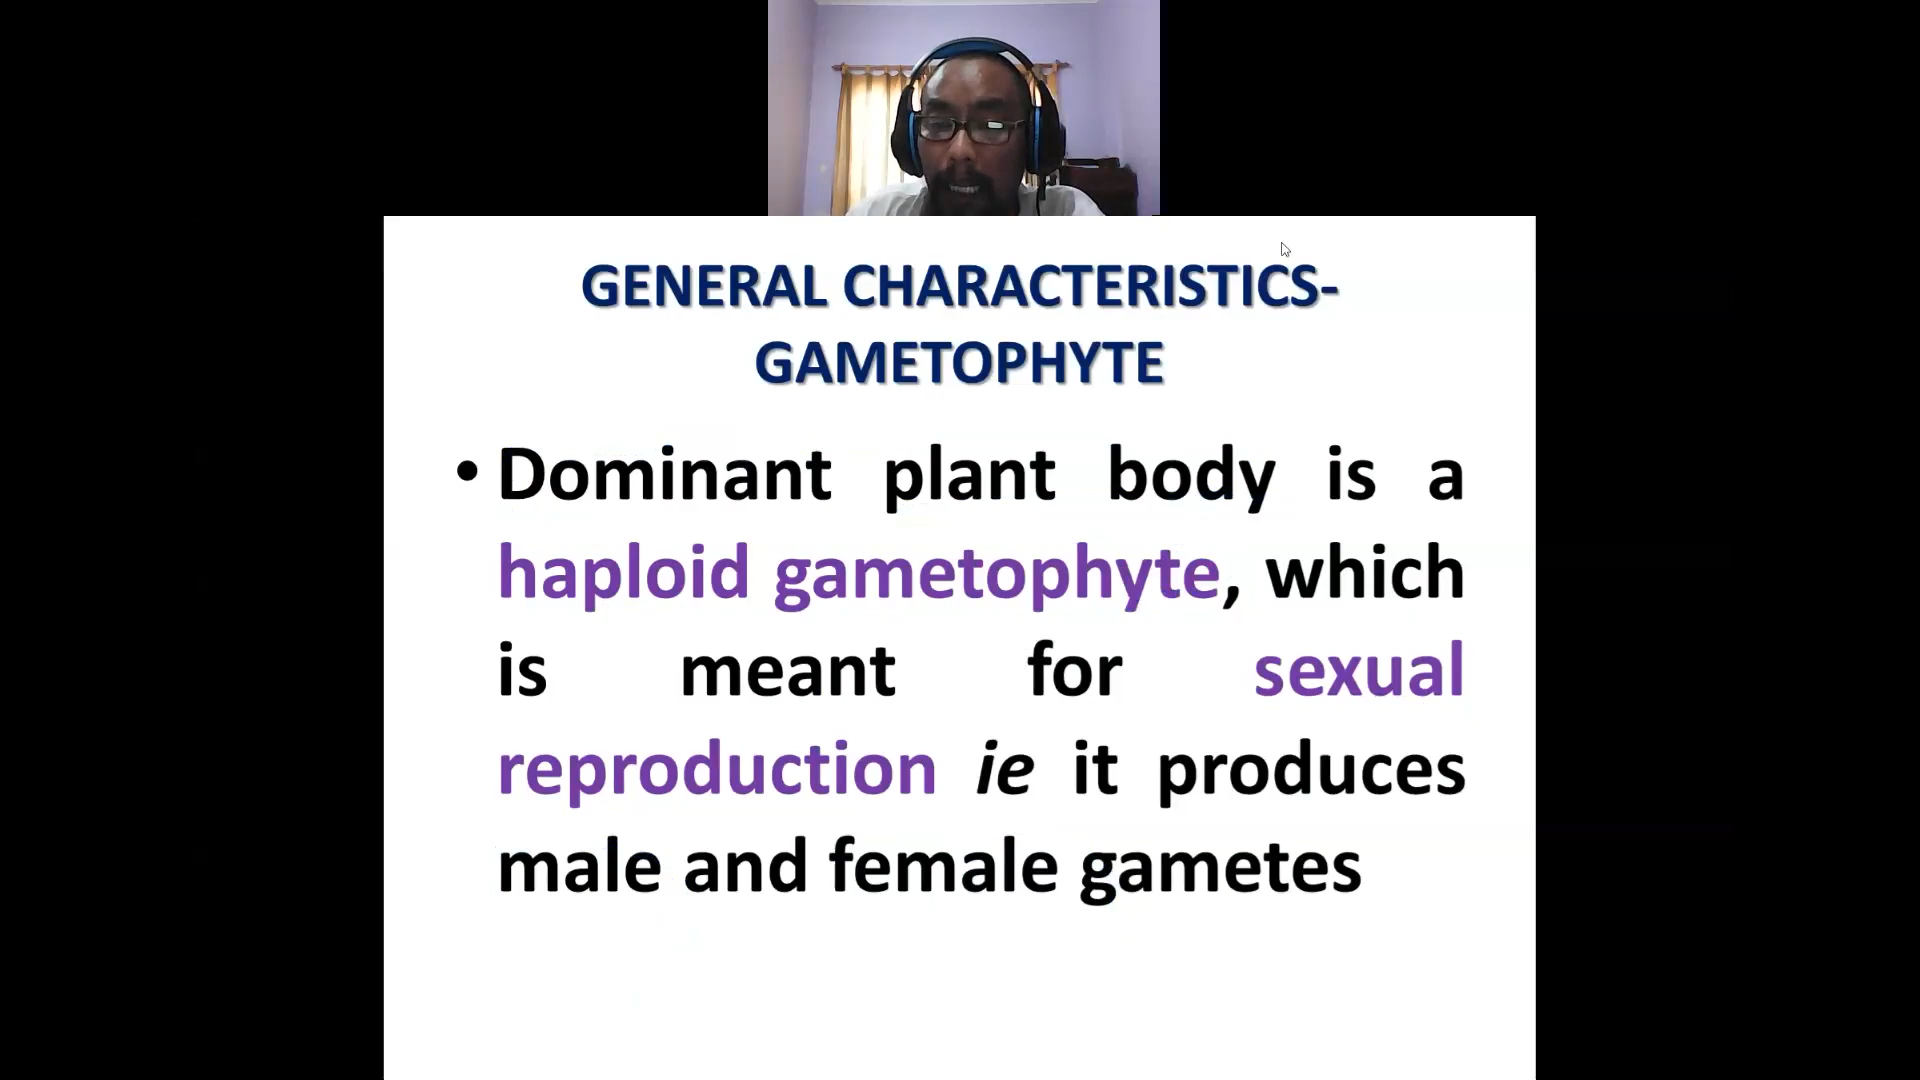 GENERAL CHARACTERISTICS-
GAMETOPHYTE
• Dominant plant body is a
haploid gametophyte, which
is meant for sexual
reproduction ie it produces
male and female gametes